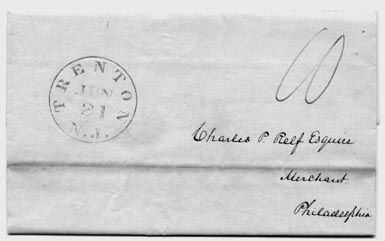 TRENTON
JUN
21
N.J.
10
Charles P. Relf Esquire
Merchant
Philadelphia